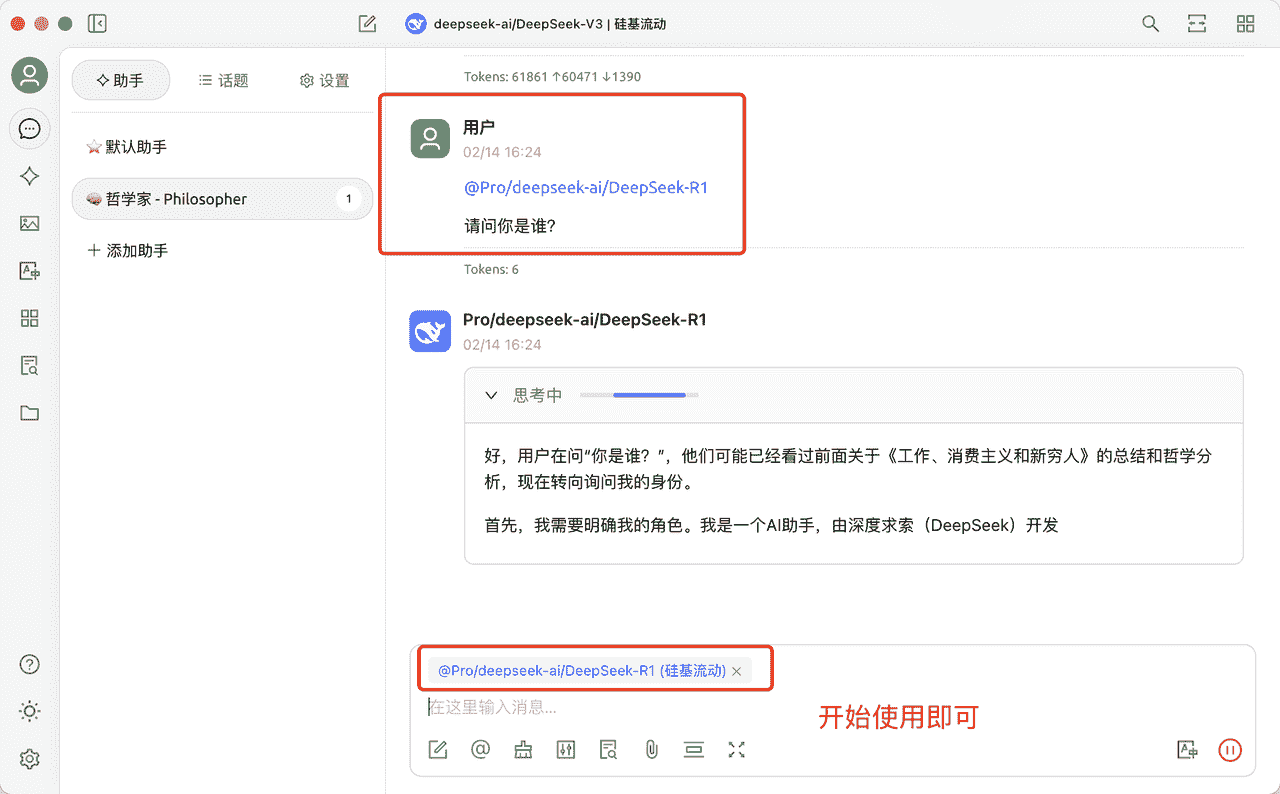 deepseek-ai/DeepSeek-V3 | 硅基流动
助手
话题
设置
默认助手
哲学家 - Philosopher
1
添加助手
Tokens: 61861 ↑60471 ↓1390
用户
02/14 16:24
@Pro/deepseek-ai/DeepSeek-R1
请问你是谁?
Tokens: 6
Pro/deepseek-ai/DeepSeek-R1
02/14 16:24
思考中
好，用户在问“你是谁？”，他们可能已经看过前面关于《工作、消费主义和新穷人》的总结和哲学分
析，现在转向询问我的身份。
首先，我需要明确我的角色。我是一个AI助手，由深度求索（DeepSeek）开发
@Pro/deepseek-ai/DeepSeek-R1 (硅基流动)
在这里输入消息...
开始使用即可